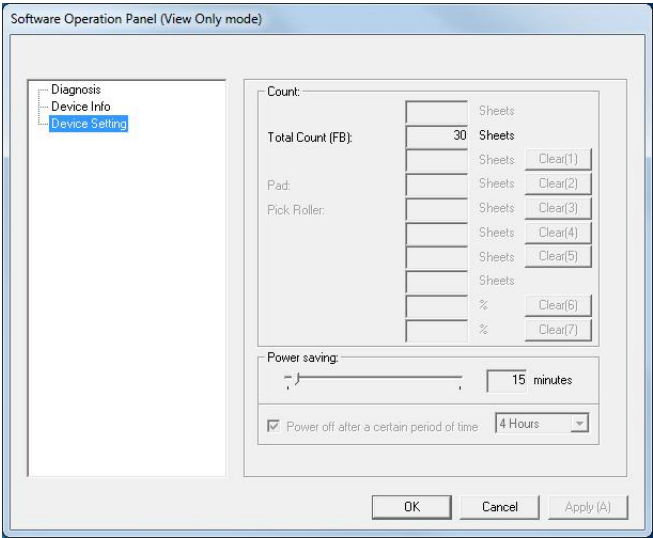 Software Operation Panel (View Only mode)
Diagnosis
Device Info
Device Setting
Count:
Sheets
Total Count (FB): 30 Sheets
Sheets Clear(1)
Pad: Sheets Clear(2)
Pick Roller: Sheets Clear(3)
Sheets Clear(4)
Sheets Clear(5)
Sheets
% Clear(6)
% Clear(7)
Power saving:
15 minutes
Power off after a certain period of time 4 Hours
OK Cancel Apply (A)